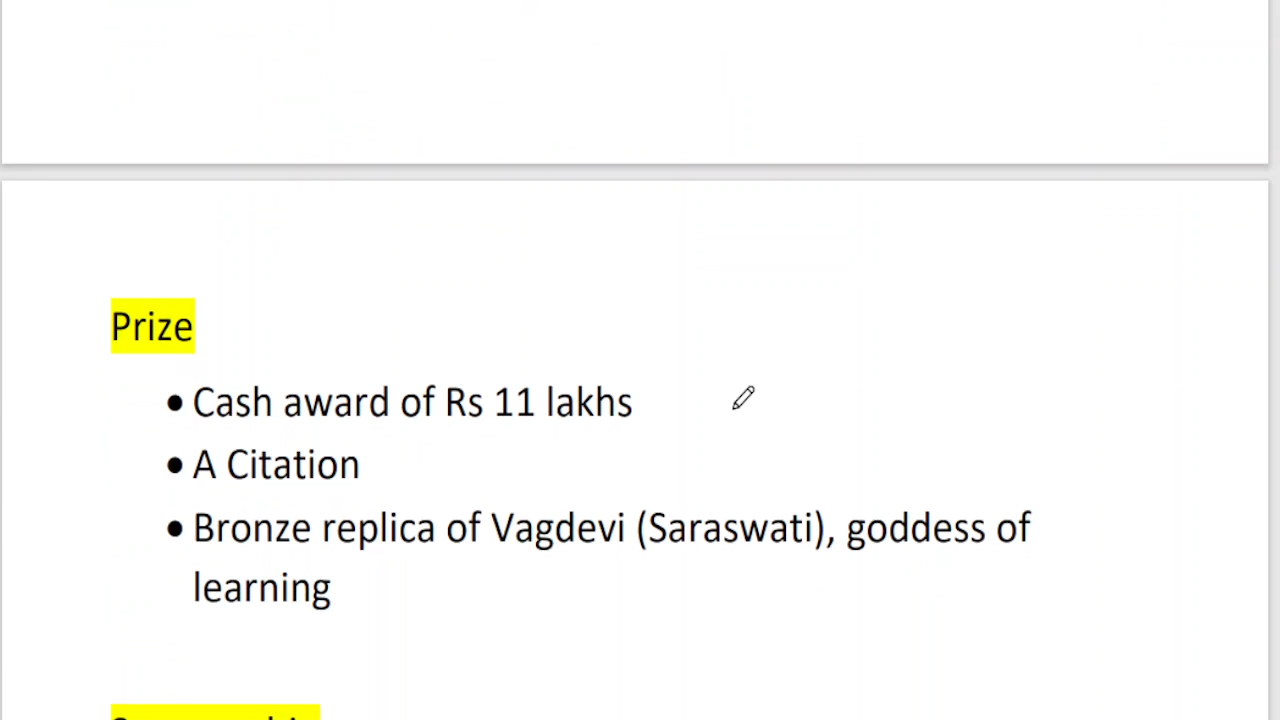 Prize
• Cash award of Rs 11 lakhs
• A Citation
• Bronze replica of Vagdevi (Saraswati), goddess of
learning